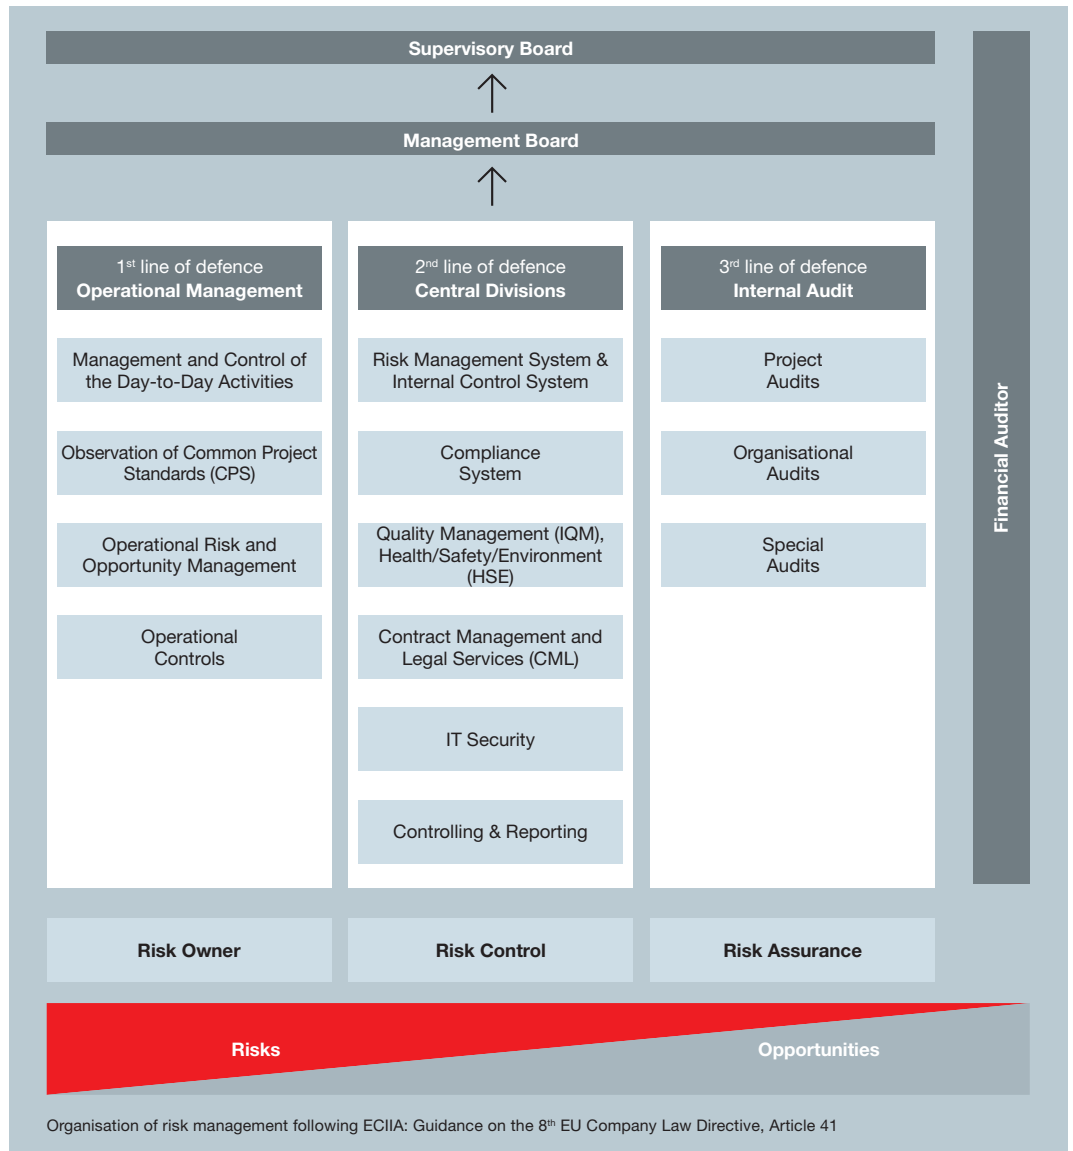 Supervisory Board
Management Board
1st line of defence
Operational Management
Management and Control of
the Day-to-Day Activities
Observation of Common Project
Standards (CPS)
Operational Risk and
Opportunity Management
Operational
Controls
2nd line of defence
Central Divisions
Risk Management System &
Internal Control System
Compliance
System
Quality Management (IQM),
Health/Safety/Environment
(HSE)
Contract Management and
Legal Services (CML)
IT Security
Controlling & Reporting
3rd line of defence
Internal Audit
Project
Audits
Organisational
Audits
Special
Audits
Financial Auditor
Risk Owner
Risk Control
Risk Assurance
Risks
Opportunities
Organisation of risk management following ECIIA: Guidance on the 8th EU Company Law Directive, Article 41